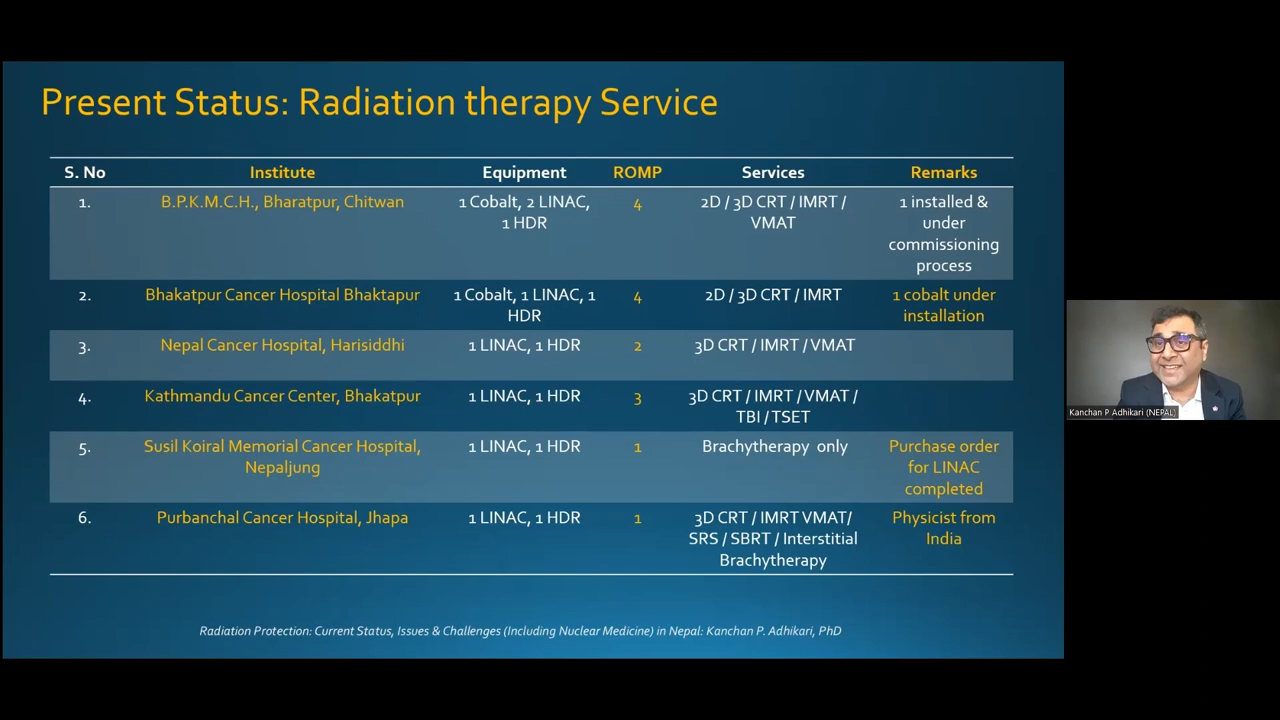 Present Status: Radiation therapy Service
S. No Institute Equipment ROMP Services Remarks
1. B.P.K.M.C.H., Bharatpur, Chitwan 1 Cobalt, 2 LINAC, 4 2D / 3D CRT / IMRT / 1 installed &
1 HDR VMAT under
commissioning
process
2. Bhakatpur Cancer Hospital Bhaktapur 1 Cobalt, 1 LINAC, 1 4 2D / 3D CRT / IMRT 1 cobalt under
HDR installation
3. Nepal Cancer Hospital, Harisiddhi 1 LINAC, 1 HDR 2 3D CRT / IMRT / VMAT
4. Kathmandu Cancer Center, Bhakatpur 1 LINAC, 1 HDR 3 3D CRT / IMRT / VMAT /
TBI / TSET
5. Susil Koiral Memorial Cancer Hospital, 1 LINAC, 1 HDR 1 Brachytherapy only Purchase order
Nepaljung for LINAC
completed
6. Purbanchal Cancer Hospital, Jhapa 1 LINAC, 1 HDR 1 3D CRT / IMRT VMAT/ Physicist from
SRS / SBRT / Interstitial India
Brachytherapy
Radiation Protection: Current Status, Issues & Challenges (Including Nuclear Medicine) in Nepal: Kanchan P. Adhikari, PhD
Kanchan P Adhikari (NEPAL)